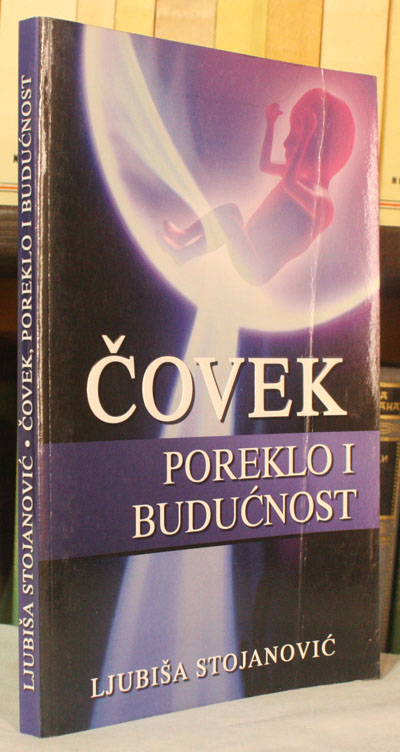 ČOVEK
POREKLO I
BUDUĆNOST
LJUBIŠA STOJANOVIĆ
LJUBIŠA STOJANOVIĆ • ČOVEK, POREKLO I BUDUĆNOST